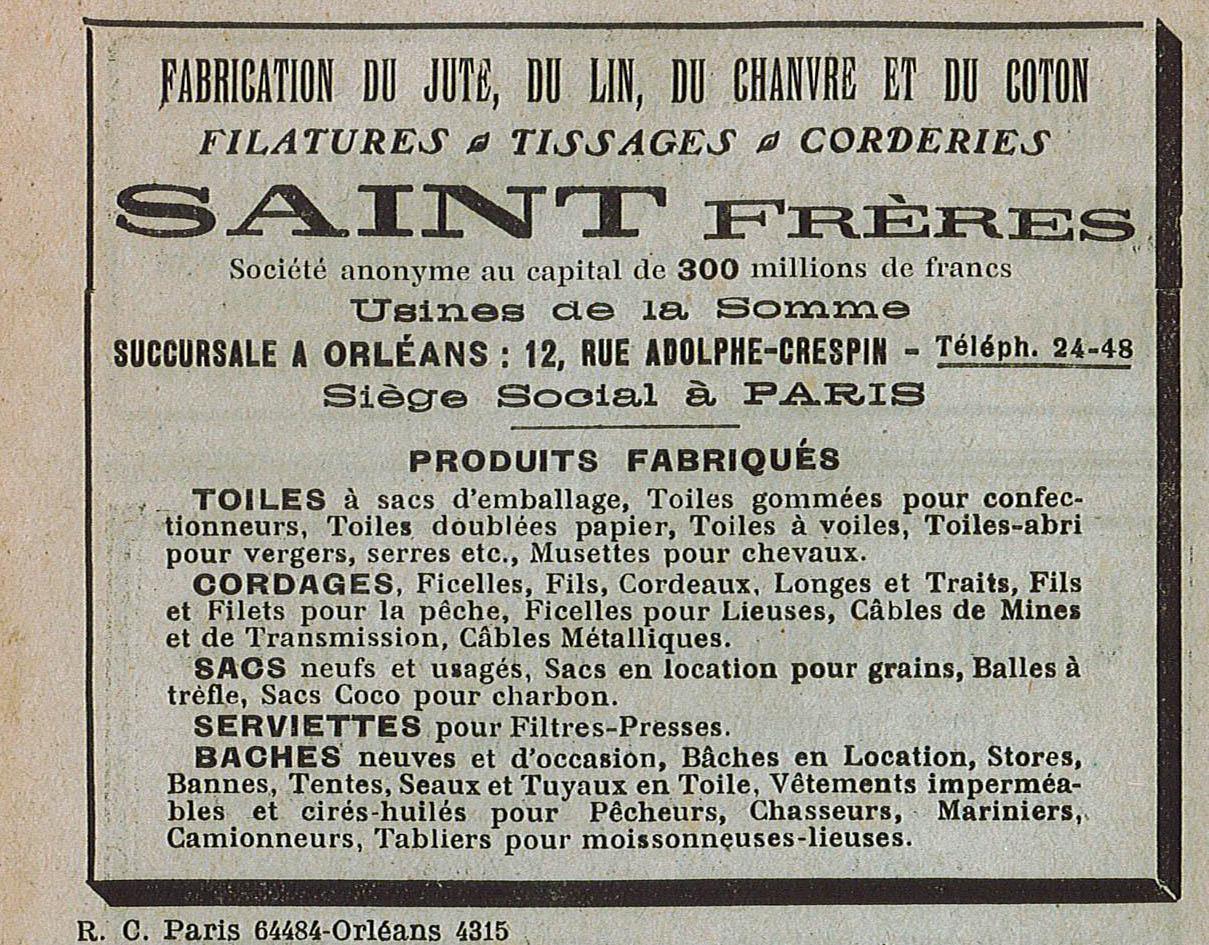 FABRICATION DU JUTE, DU LIN, DU CHANVRE ET DU COTON
FILATURES TISSAGES CORDERIES
SAINT FRÈRES
Société anonyme au capital de 300 millions de francs
Usines de la Somme
SUCCURSALE A ORLÉANS : 12, RUE ADOLPHE-CRESPIN - Téléph. 24-48
Siège Social à PARIS
PRODUITS FABRIQUÉS
TOILES à sacs d'emballage, Toiles gommées pour confec-
tionneurs, Toiles doublées papier, Toiles à voiles, Toiles-abri
pour vergers, serres etc., Musettes pour chevaux.
CORDAGES, Ficelles, Fils, Cordeaux, Longes et Traits, Fils
et Filets pour la pêche, Ficelles pour Lieuses, Câbles de Mines
et de Transmission, Câbles Métalliques.
SACS neufs et usagés, Sacs en location pour grains, Balles à
trèfle, Sacs Coco pour charbon.
SERVIETTES pour Filtres-Presses.
BACHES neuves et d'occasion, Bâches en Location, Stores,
Bannes, Tentes, Seaux et Tuyaux en Toile, Vêtements imperméa-
bles et cirés-huilés pour Pêcheurs, Chasseurs, Mariniers,
Camionneurs, Tabliers pour moissonneuses-lieuses.
R. C. Paris 64484-Orléans 4315